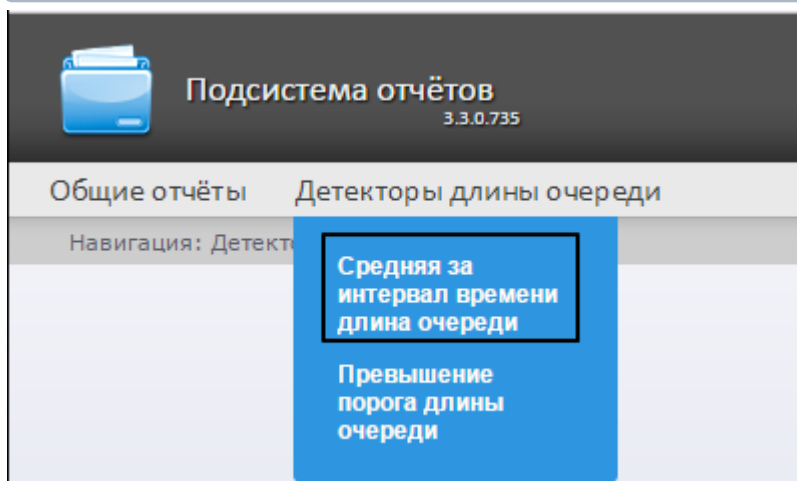 Подсистема отчётов
3.3.0.735
Общие отчёты Детекторы длины очереди
Навигация: Детект
Средняя за
интервал времени
длина очереди
Превышение
порога длины
очереди